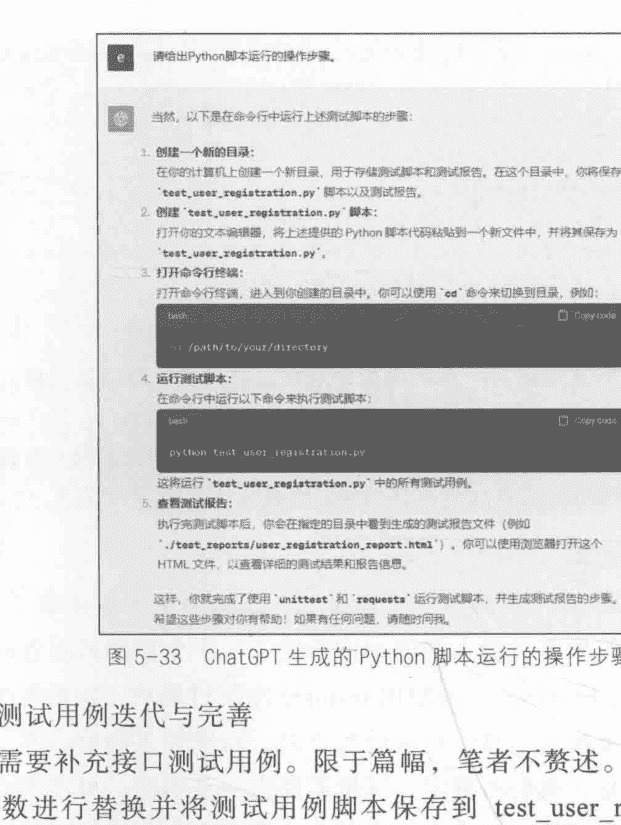 e
请给出Python脚本运行的操作步骤。
当然，以下是在命令行中运行上述测试脚本的步骤：
1. 创建一个新的目录：
在你的计算机上创建一个新目录，用于存储测试脚本和测试报告。在这个目录中，你将保存
`test_user_registration.py` 脚本以及测试报告。
2. 创建 `test_user_registration.py` 脚本：
打开你的文本编辑器，将上述提供的 Python 脚本代码粘贴到一个新文件中，并将其保存为
`test_user_registration.py`。
3. 打开命令行终端：
打开命令行终端，进入到你创建的目录中。你可以使用 `cd` 命令来切换到目录，例如：
bash Copy code
/path/to/your/directory
4. 运行测试脚本：
在命令行中运行以下命令来执行测试脚本：
bash Copy code
python test_user_registration.py
这将运行 `test_user_registration.py` 中的所有测试用例。
5. 查看测试报告：
执行完测试脚本后，你会在指定的目录中看到生成的测试报告文件（例如
`./test_reports/user_registration_report.html`）。你可以使用浏览器打开这个
HTML 文件，以查看详细的测试结果和报告信息。
这样，你就完成了使用 `unittest` 和 `requests` 运行测试脚本，并生成测试报告的步骤。
希望这些步骤对你有帮助！如果有任何问题，请随时问我。
图 5-33 ChatGPT 生成的 Python 脚本运行的操作步骤
测试用例迭代与完善
需要补充接口测试用例。限于篇幅，笔者不赘述。
数进行替换并将测试用例脚本保存到 test_user_r